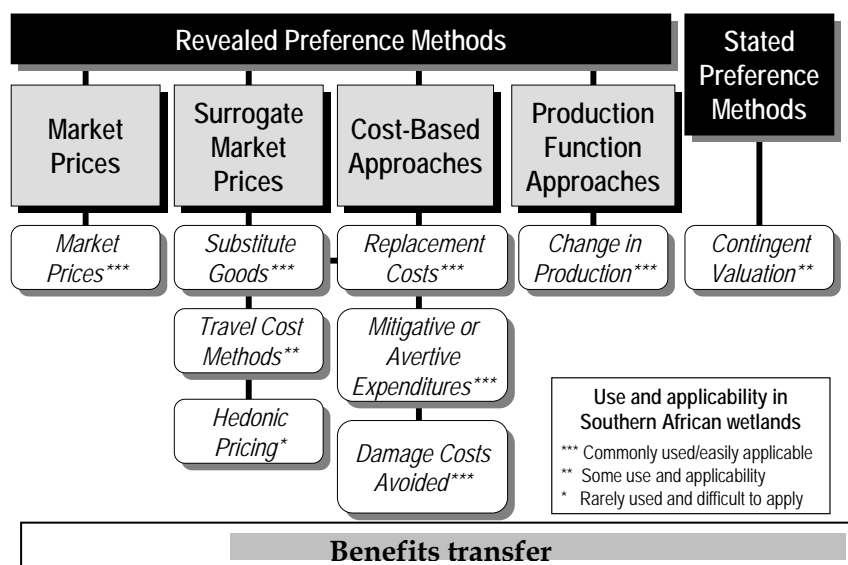 Revealed Preference Methods
Stated
Preference
Methods
Market
Prices
Surrogate
Market
Prices
Cost-Based
Approaches
Production
Function
Approaches
Market
Prices***
Substitute
Goods***
Replacement
Costs***
Change in
Production***
Contingent
Valuation**
Travel Cost
Methods**
Mitigative or
Avertive
Expenditures***
Hedonic
Pricing*
Damage Costs
Avoided***
Use and applicability in
Southern African wetlands
*** Commonly used/easily applicable
** Some use and applicability
* Rarely used and difficult to apply
Benefits transfer